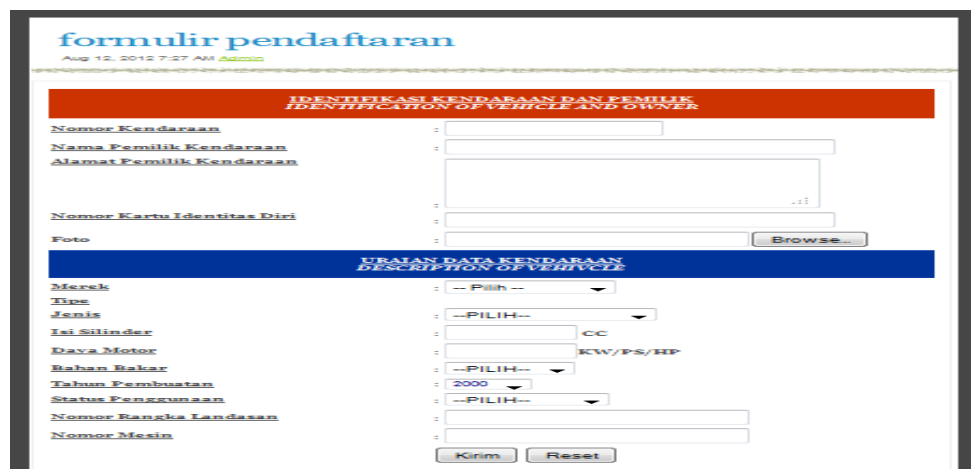 formulir pendaftaran
Aug 12, 2012 7:27 AM Admin
IDENTIFIKASI KENDARAAN DAN PEMILIK
IDENTIFICATION OF VEHICLE AND OWNER
Nomor Kendaraan :
Nama Pemilik Kendaraan :
Alamat Pemilik Kendaraan :
Nomor Kartu Identitas Diri :
Foto : Browse...
URAIAN DATA KENDARAAN
DESCRIPTION OF VEHIVCLE
Merek : -- Pilih --
Tipe
Jenis : --PILIH--
Isi Silinder : CC
Daya Motor : KW/PS/HP
Bahan Bakar : --PILIH--
Tahun Pembuatan : 2000
Status Penggunaan : --PILIH--
Nomor Rangka Landasan :
Nomor Mesin :
Kirim Reset